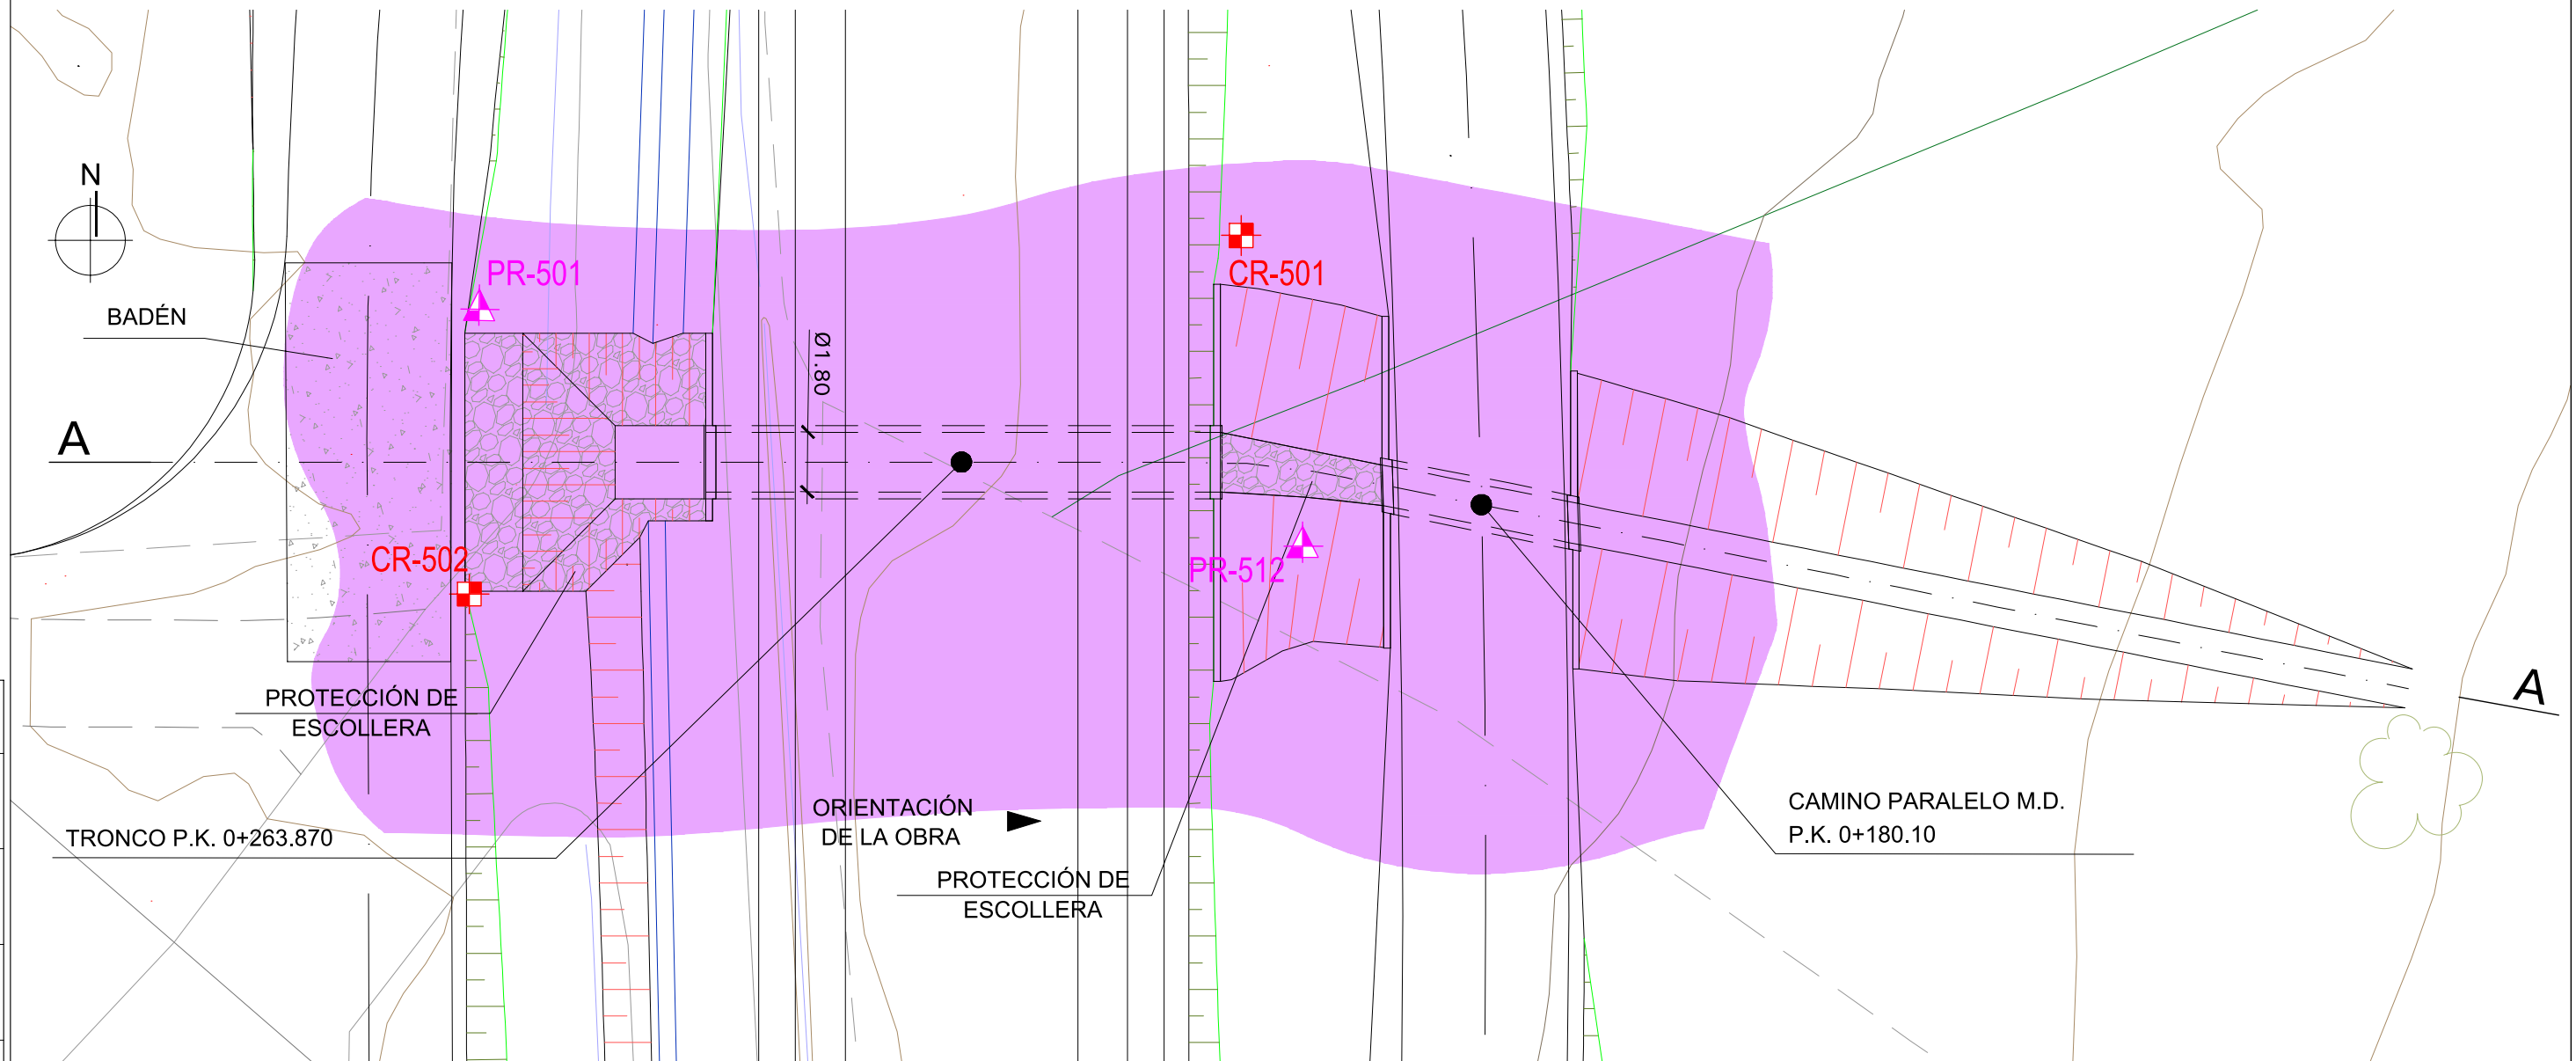 N
PR-501
CR-501
BADÉN
Ø1.80
A
CR-502
PR-512
PROTECCIÓN DE
ESCOLLERA
A
ORIENTACIÓN
DE LA OBRA
CAMINO PARALELO M.D.
P.K. 0+180.10
TRONCO P.K. 0+263.870
PROTECCIÓN DE
ESCOLLERA